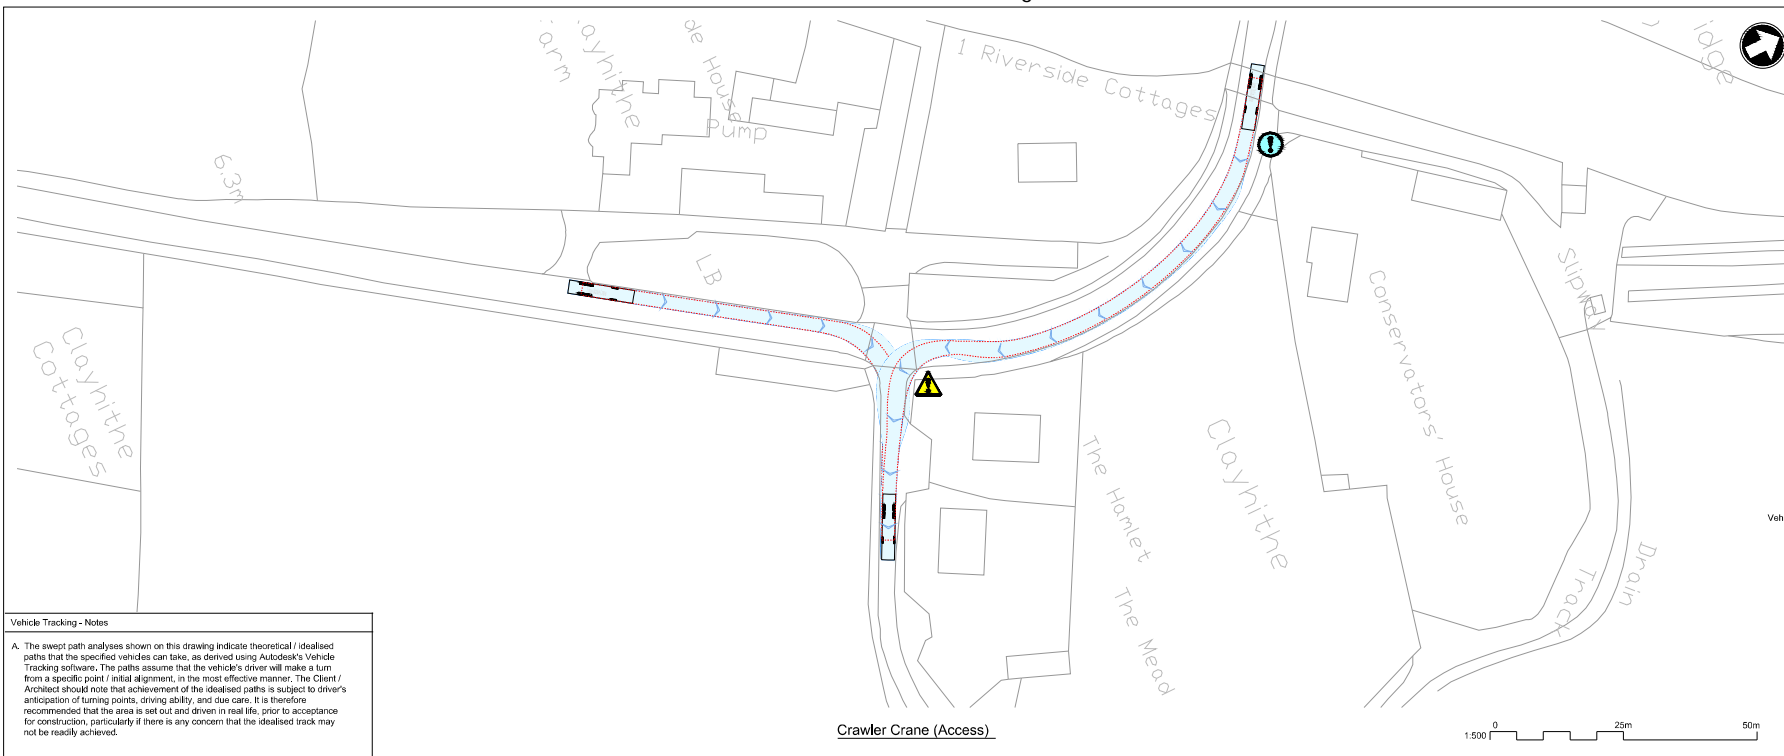 1 Riverside Cottages
Clayhithe
Farm
de House
Pump
idge
6.3m
LB
Clayhithe
Cottages
Slipway
Conservators' House
Clayhithe
The Hamlet
The Mead
Track
Drain
Veh
Vehicle Tracking - Notes
A. The swept path analyses shown on this drawing indicate theoretical / idealised
paths that the specified vehicles can take, as derived using Autodesk's Vehicle
Tracking software. The paths assume that the vehicle's driver will make a turn
from a specific point / initial alignment, in the most effective manner. The Client /
Architect should note that achievement of the idealised paths is subject to driver's
anticipation of turning points, driving ability, and due care. It is therefore
recommended that the area is set out and driven in real life, prior to acceptance
for construction, particularly if there is any concern that the idealised track may
not be readily achieved.
Crawler Crane (Access)
1:500
0 25m 50m